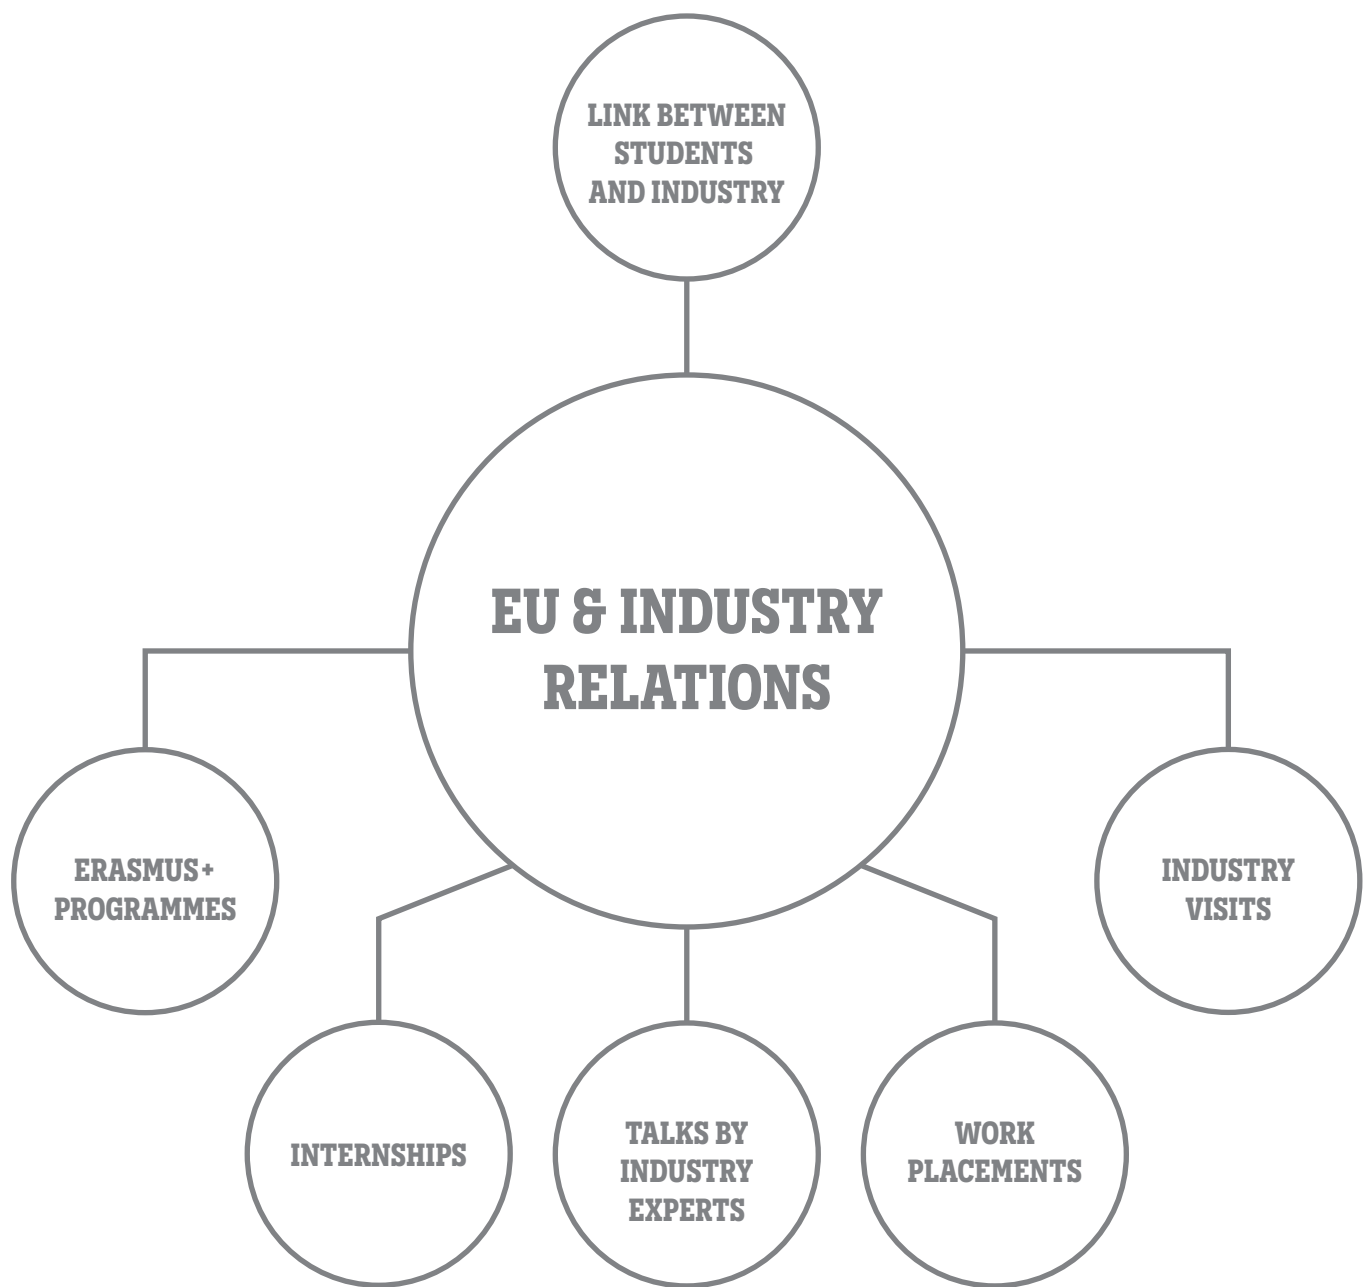 LINK BETWEEN
STUDENTS
AND INDUSTRY
EU & INDUSTRY
RELATIONS
ERASMUS+
PROGRAMMES
INDUSTRY
VISITS
INTERNSHIPS
TALKS BY
INDUSTRY
EXPERTS
WORK
PLACEMENTS